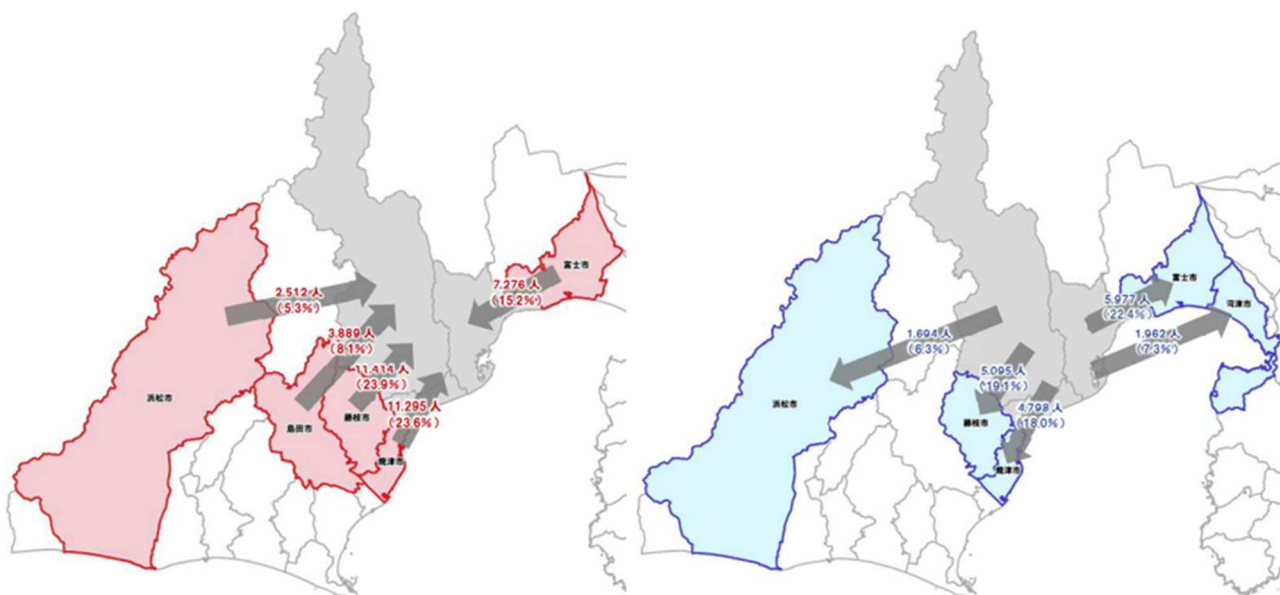 富士市
7,276 人
(15.2%)
2,512 人
(5.3%)
3,889 人
(8.1%)
11,414 人
(23.9%)
11,295 人
(23.6%)
浜松市
島田市
藤枝市
焼津市
富士市
沼津市
5,977 人
(22.4%)
1,962 人
(7.3%)
1,694 人
(6.3%)
5,095 人
(19.1%)
4,798 人
(18.0%)
浜松市
藤枝市
焼津市